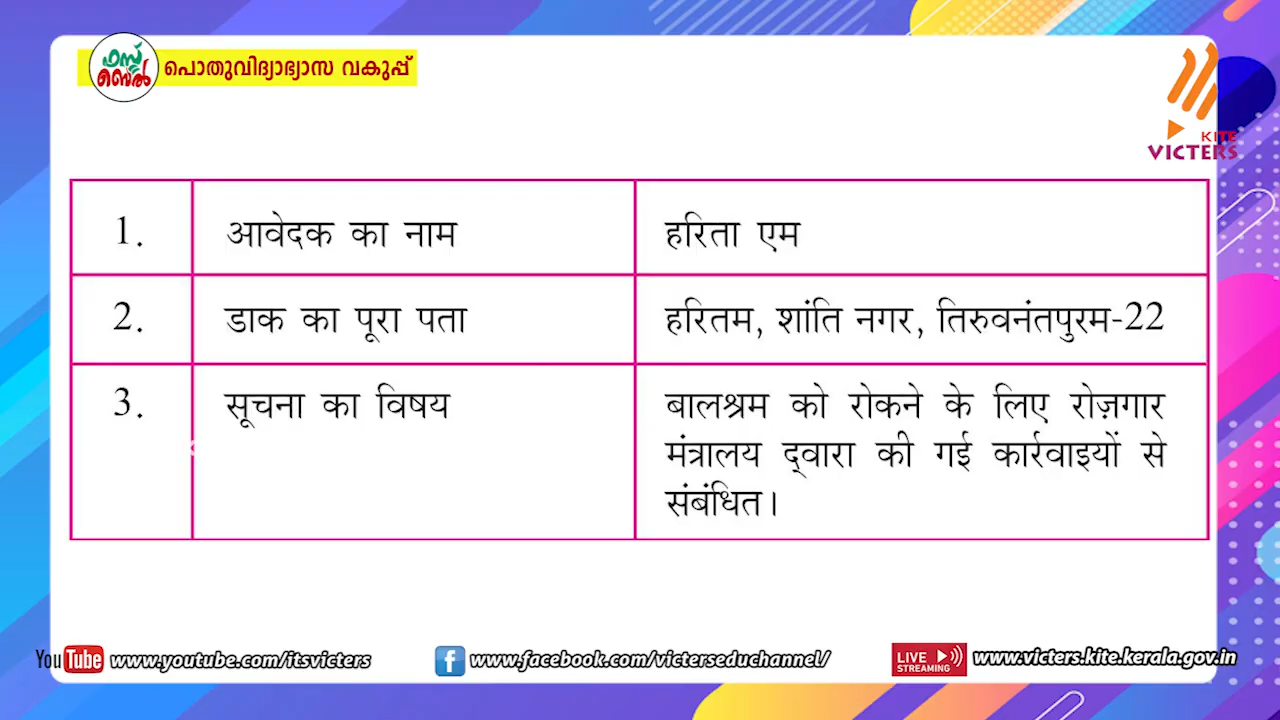 ഫസ്റ്റ് ബെൽ
പൊതുവിദ്യാഭ്യാസ വകുപ്പ്
KITE
VICTERS
1. आवेदक का नाम हरिता एम
2. डाक का पूरा पता हरितम, शांति नगर, तिरुवनंतपुरम-22
3. सूचना का विषय बालश्रम को रोकने के लिए रोज़गार
मंत्रालय द्‌वारा की गई कार्रवाइयों से
संबंधित।
YouTube www.youtube.com/itsvicters
f www.facebook.com/victerseduchannel/
LIVE STREAMING www.victers.kite.kerala.gov.in